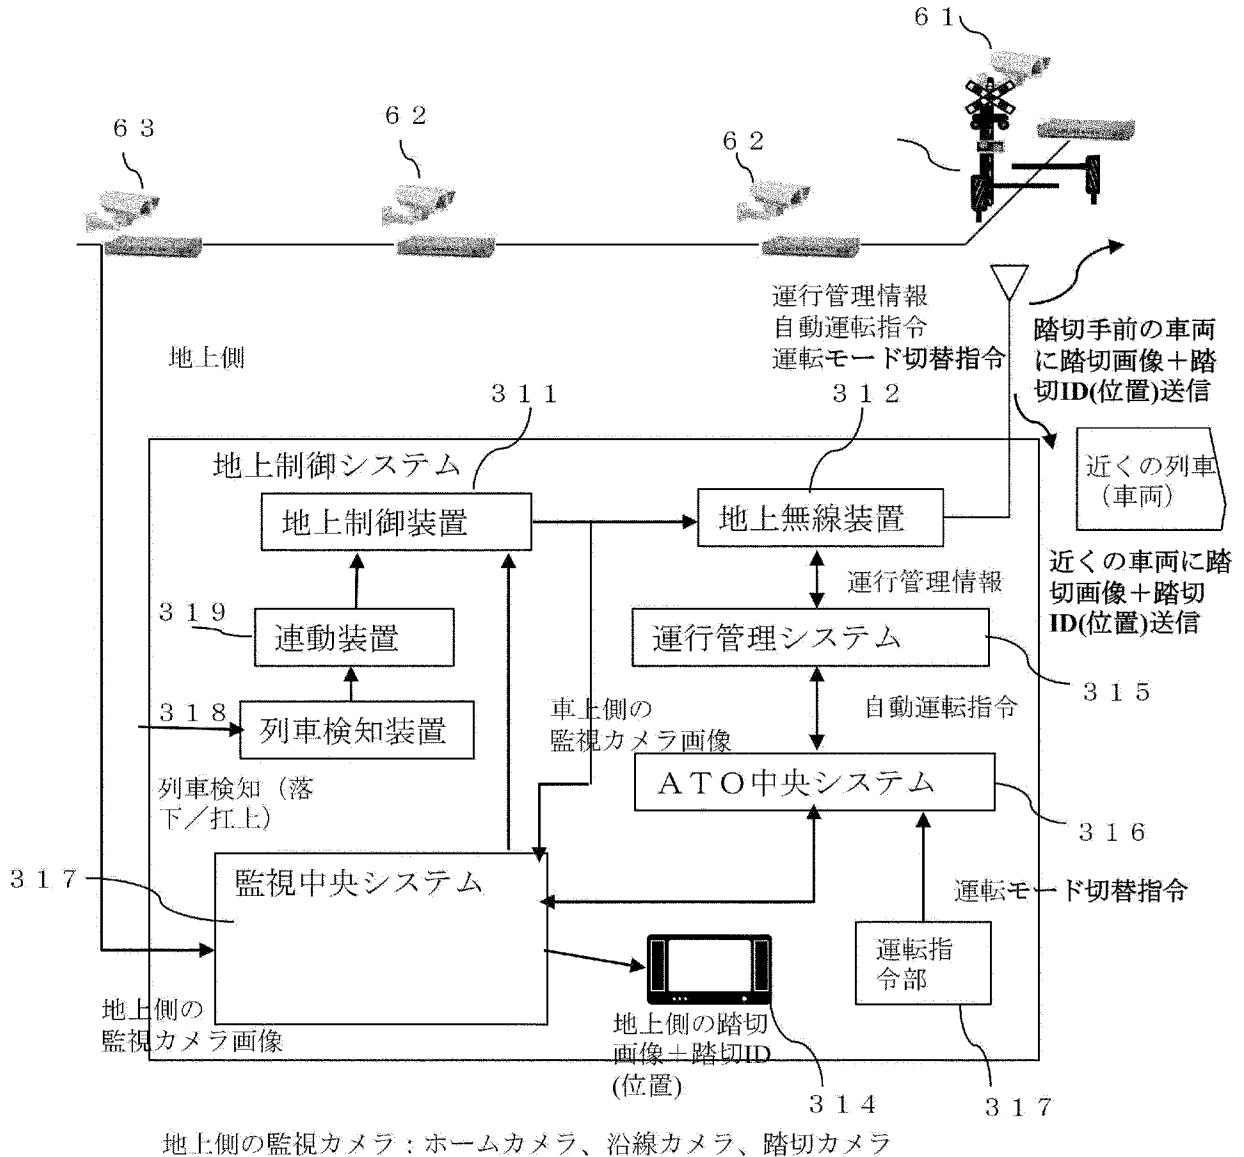 ６１
６３
６２
６２
運行管理情報
自動運転指令
運転モード切替指令
踏切手前の車両
に踏切画像＋踏
切ID(位置)送信
地上側
３１１
３１２
地上制御システム
地上制御装置
地上無線装置
近くの列車
（車両）
近くの車両に踏
切画像＋踏切
ID(位置)送信
運行管理情報
３１９
連動装置
運行管理システム
３１５
３１８
列車検知装置
車上側の
監視カメラ画像
自動運転指令
列車検知（落
下／扛上）
ＡＴＯ中央システム
３１６
３１７
監視中央システム
運転モード切替指令
運転指
令部
地上側の
監視カメラ画像
地上側の踏切
画像＋踏切ID
(位置)
３１４
３１７
地上側の監視カメラ：ホームカメラ、沿線カメラ、踏切カメラ